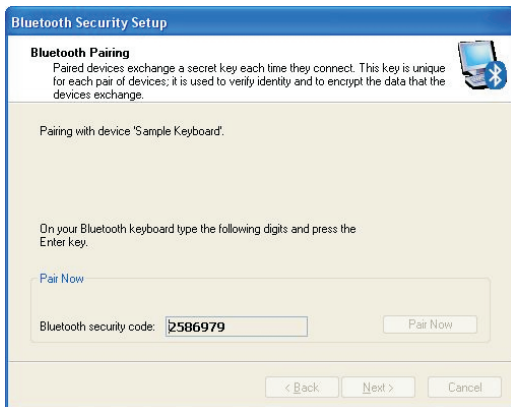 Bluetooth Security Setup
Bluetooth Pairing
Paired devices exchange a secret key each time they connect. This key is unique
for each pair of devices; it is used to verify identity and to encrypt the data that the
devices exchange.
Pairing with device 'Sample Keyboard'.
On your Bluetooth keyboard type the following digits and press the
Enter key.
Pair Now
Bluetooth security code: 2586979 Pair Now
< Back Next > Cancel